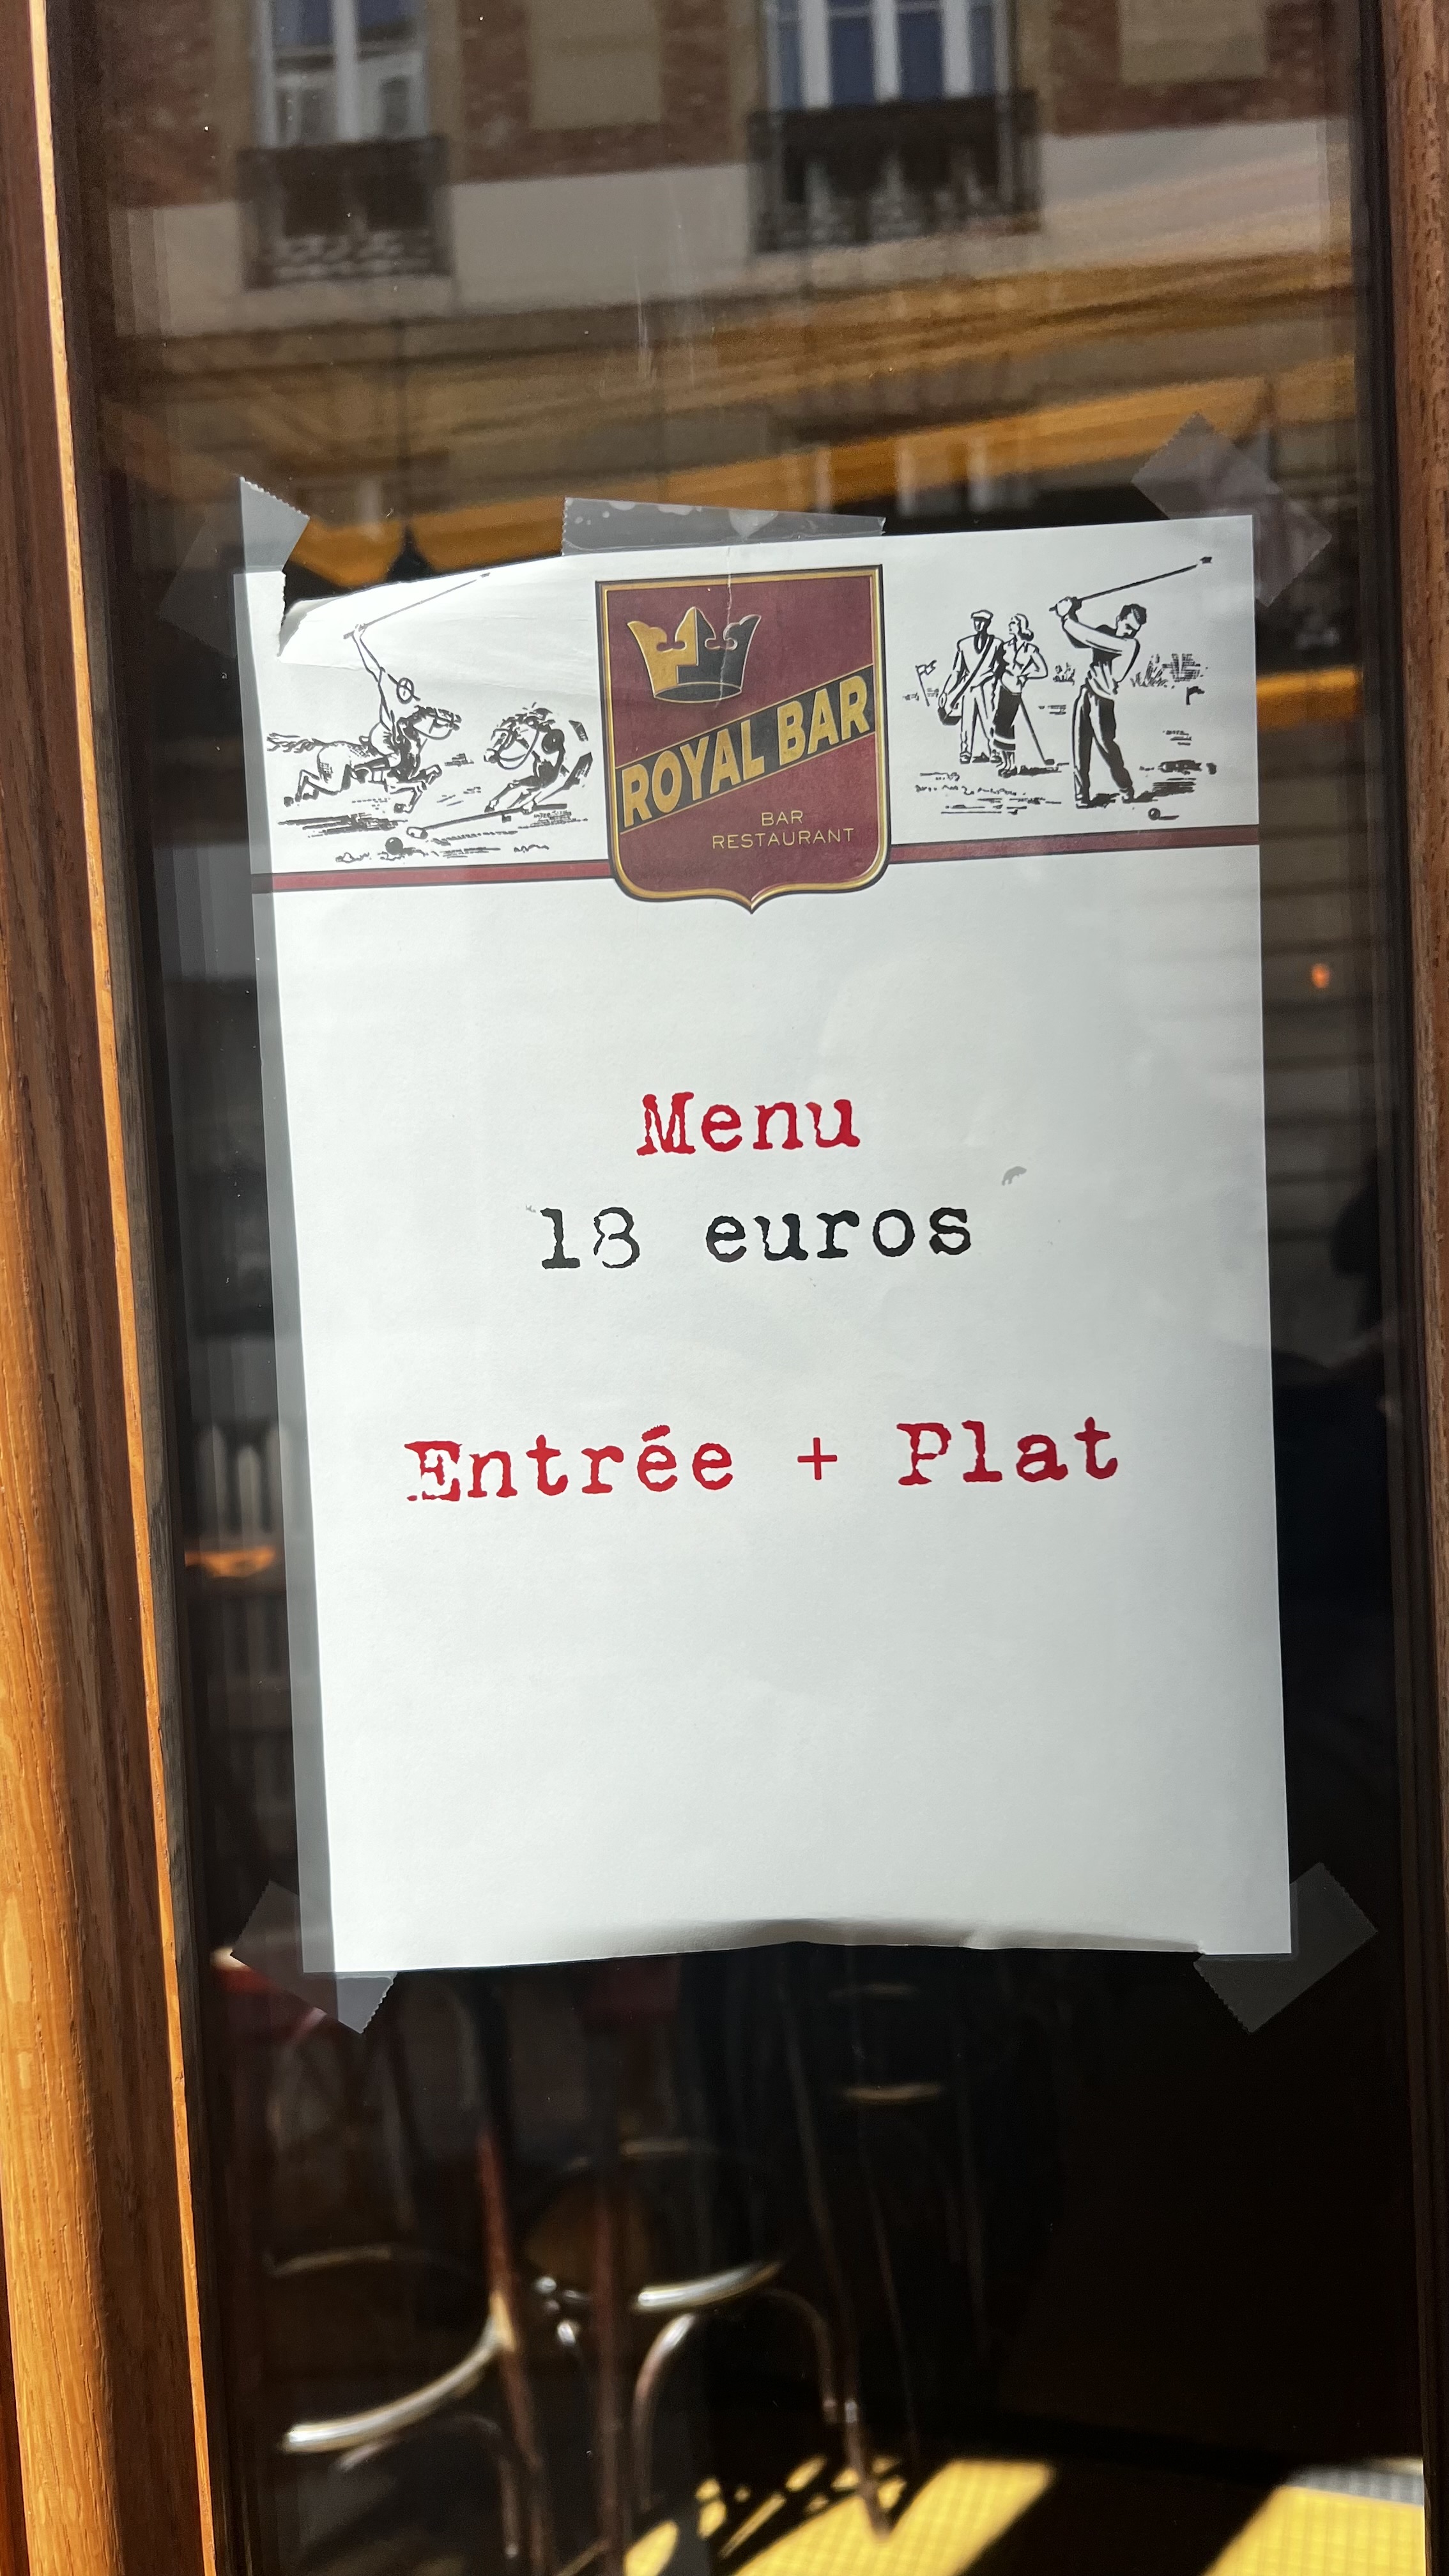 ROYAL BAR
BAR
RESTAURANT
Menu
18 euros
Entrée + Plat